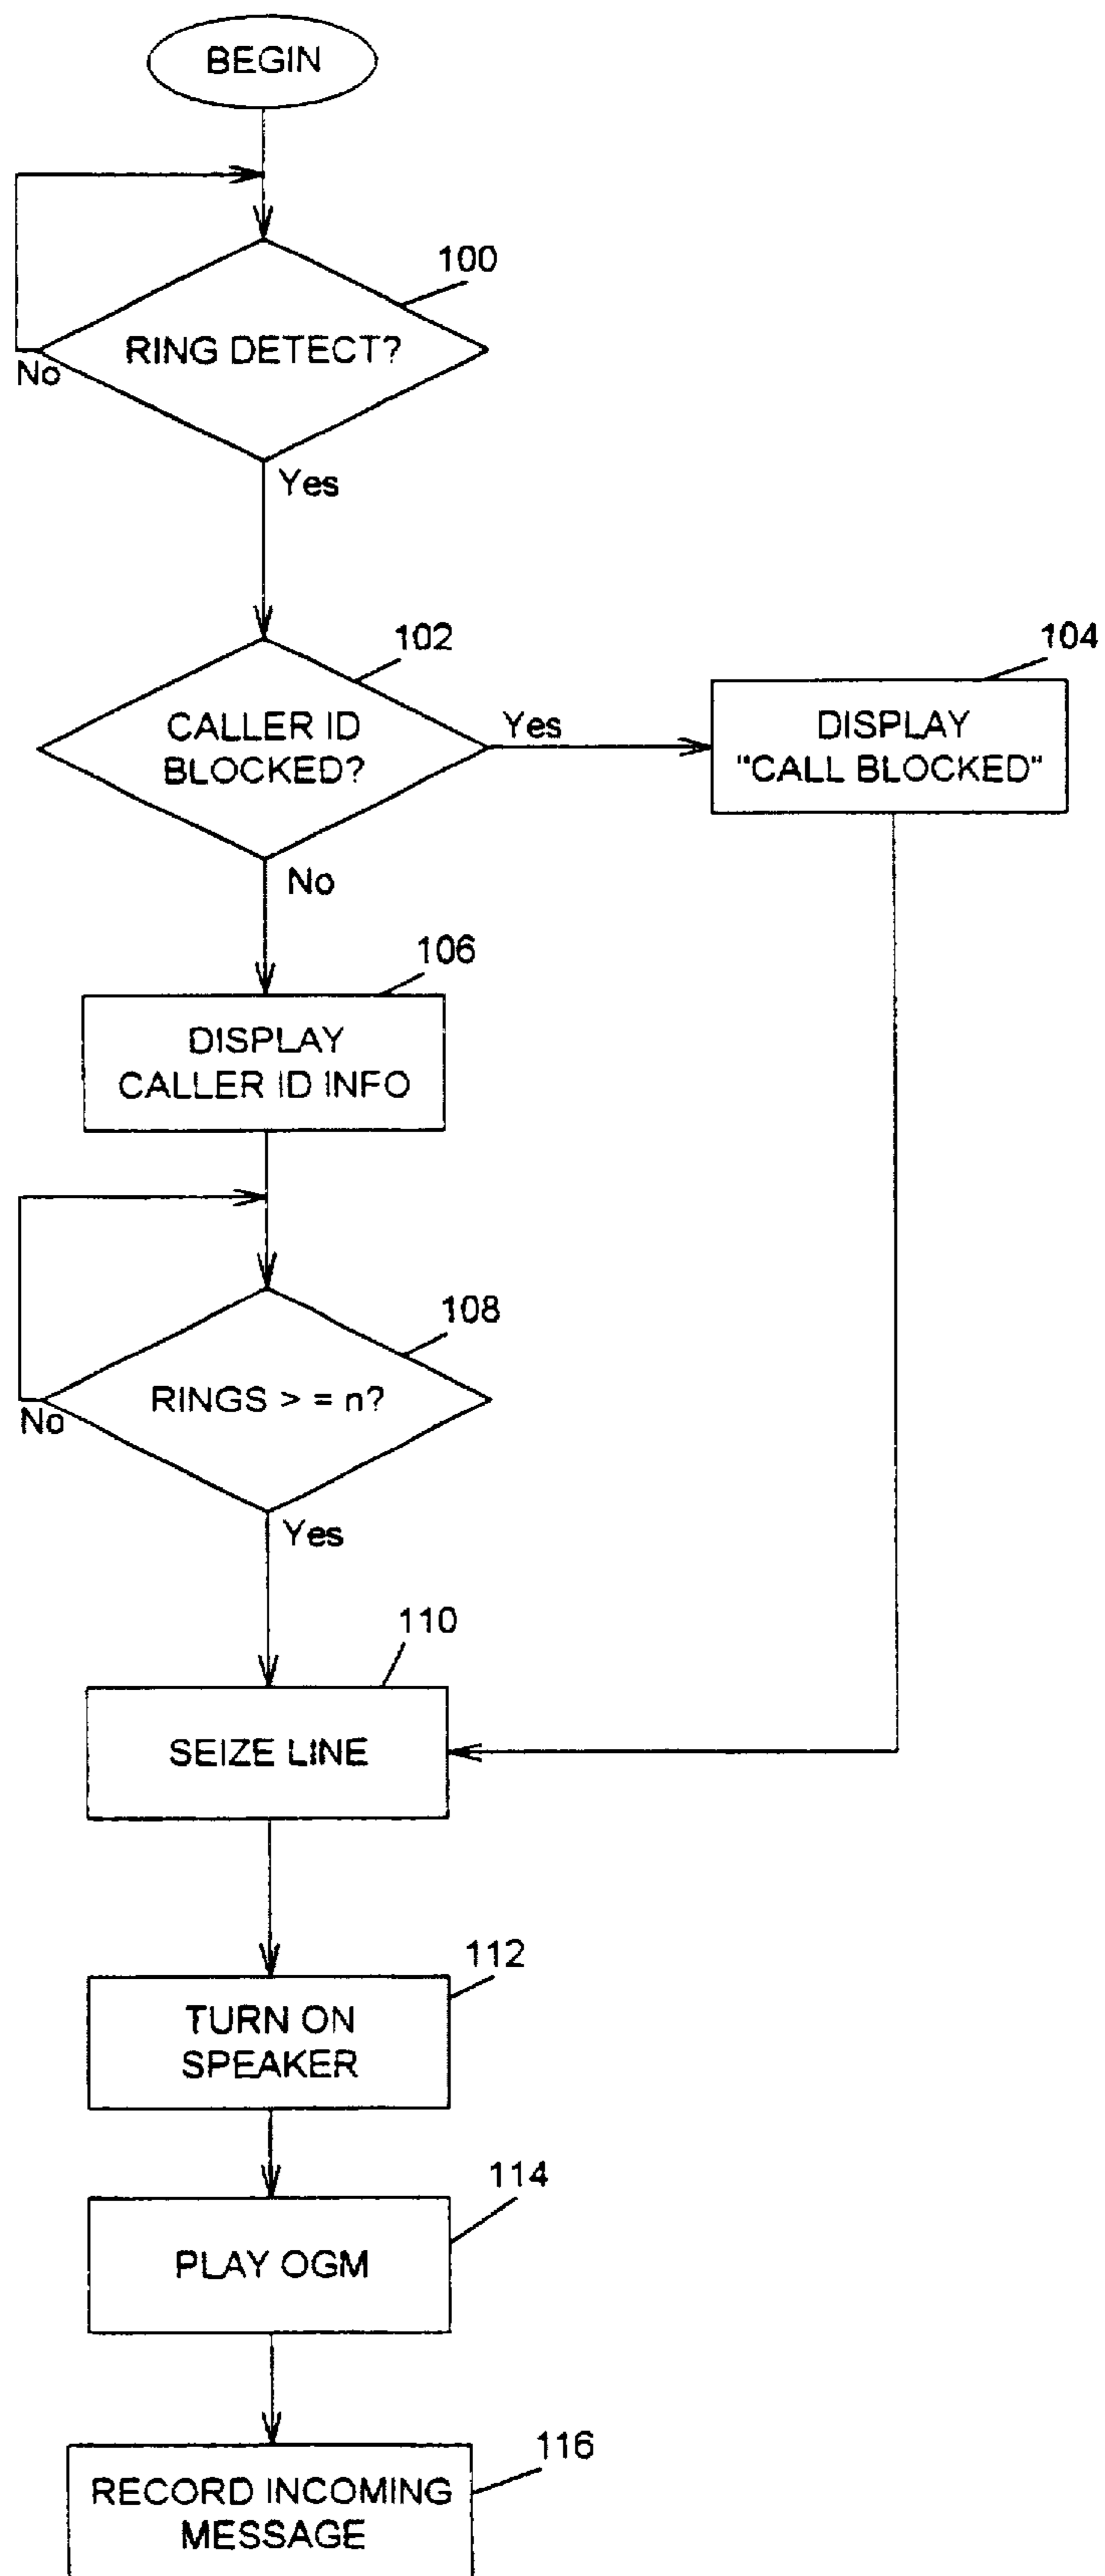 BEGIN
100
RING DETECT?
No
Yes
102
CALLER ID
BLOCKED?
Yes
104
DISPLAY
"CALL BLOCKED"
No
106
DISPLAY
CALLER ID INFO
108
RINGS > = n?
No
Yes
110
SEIZE LINE
112
TURN ON
SPEAKER
114
PLAY OGM
116
RECORD INCOMING
MESSAGE